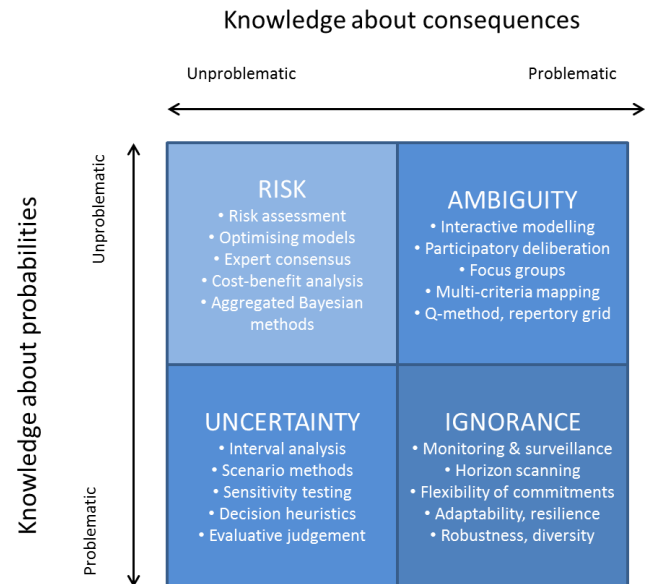 Knowledge about consequences
Unproblematic
Problematic
Knowledge about probabilities
Unproblematic
Problematic
RISK
• Risk assessment
• Optimising models
• Expert consensus
• Cost-benefit analysis
• Aggregated Bayesian
methods
AMBIGUITY
• Interactive modelling
• Participatory deliberation
• Focus groups
• Multi-criteria mapping
• Q-method, repertory grid
UNCERTAINTY
• Interval analysis
• Scenario methods
• Sensitivity testing
• Decision heuristics
• Evaluative judgement
IGNORANCE
• Monitoring & surveillance
• Horizon scanning
• Flexibility of commitments
• Adaptability, resilience
• Robustness, diversity